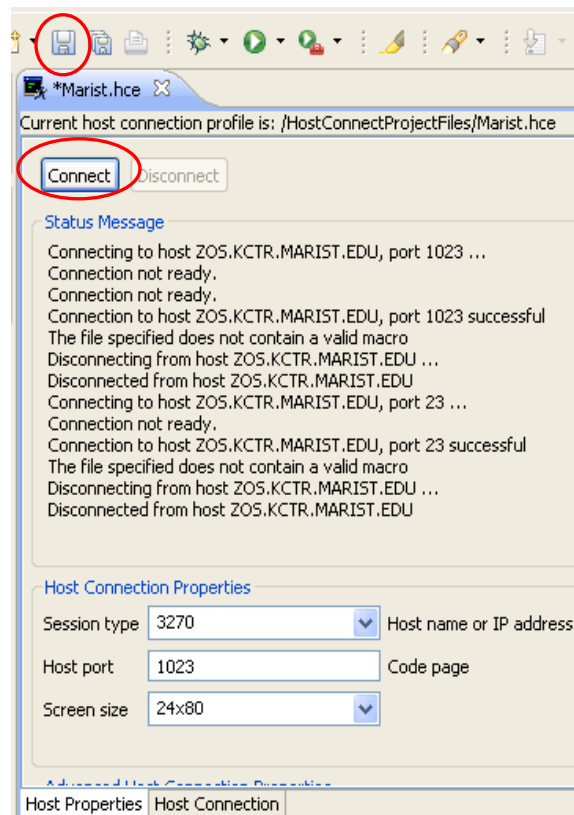 *Marist.hce
Current host connection profile is: /HostConnectProjectFiles/Marist.hce
Connect Disconnect
Status Message
Connecting to host ZOS.KCTR.MARIST.EDU, port 1023 ...
Connection not ready.
Connection not ready.
Connection to host ZOS.KCTR.MARIST.EDU, port 1023 successful
The file specified does not contain a valid macro
Disconnecting from host ZOS.KCTR.MARIST.EDU ...
Disconnected from host ZOS.KCTR.MARIST.EDU
Connecting to host ZOS.KCTR.MARIST.EDU, port 23 ...
Connection not ready.
Connection to host ZOS.KCTR.MARIST.EDU, port 23 successful
The file specified does not contain a valid macro
Disconnecting from host ZOS.KCTR.MARIST.EDU ...
Disconnected from host ZOS.KCTR.MARIST.EDU
Host Connection Properties
Session type 3270 Host name or IP address
Host port 1023 Code page
Screen size 24x80
Advanced Host Connection Properties
Host Properties Host Connection